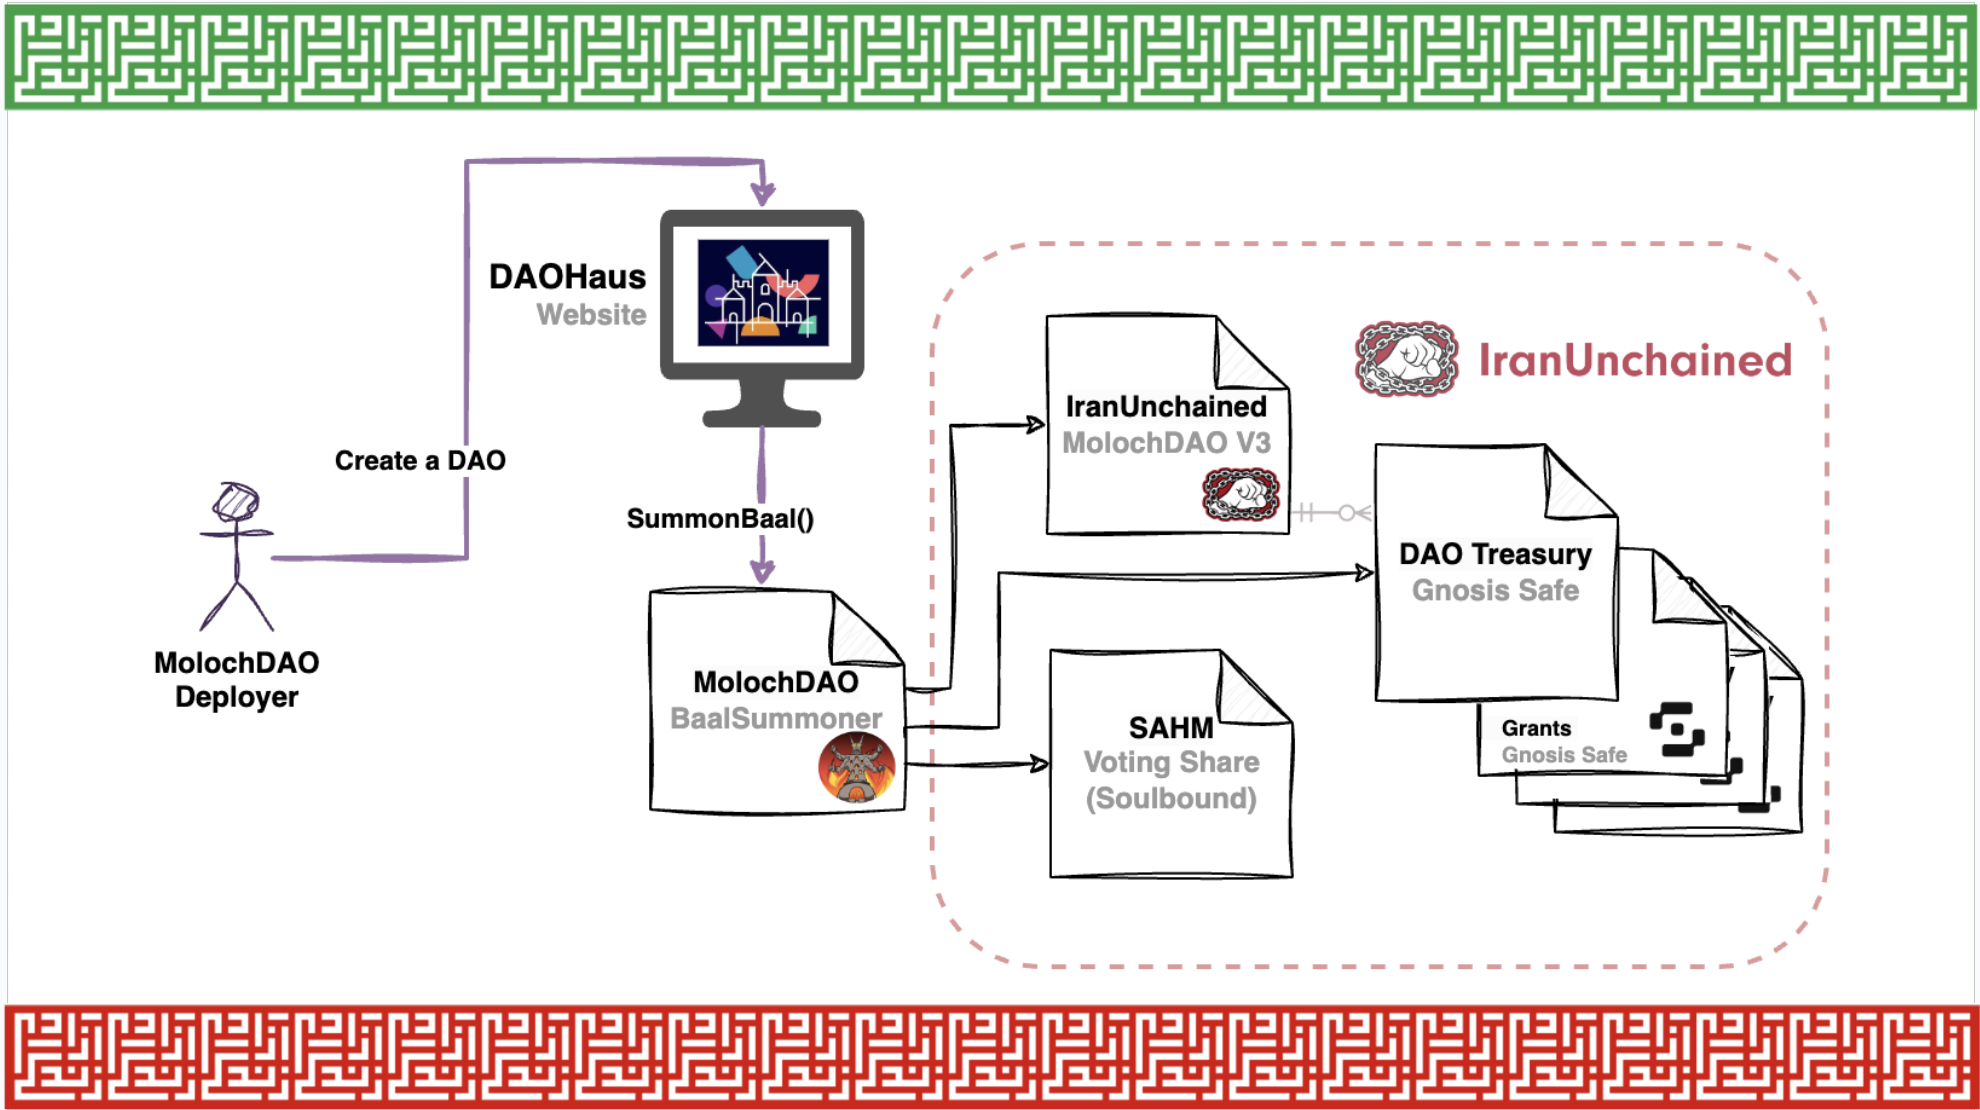 DAOHaus
Website
Create a DAO
SummonBaal()
MolochDAO
Deployer
MolochDAO
BaalSummoner
IranUnchained
IranUnchained
MolochDAO V3
DAO Treasury
Gnosis Safe
SAHM
Voting Share
(Soulbound)
Grants
Gnosis Safe